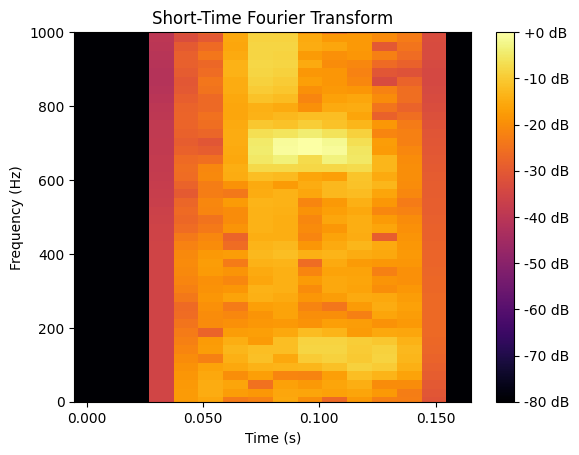 Short-Time Fourier Transform
1000
800
600
400
200
0
Frequency (Hz)
0.000
0.050
0.100
0.150
Time (s)
+0 dB
-10 dB
-20 dB
-30 dB
-40 dB
-50 dB
-60 dB
-70 dB
-80 dB